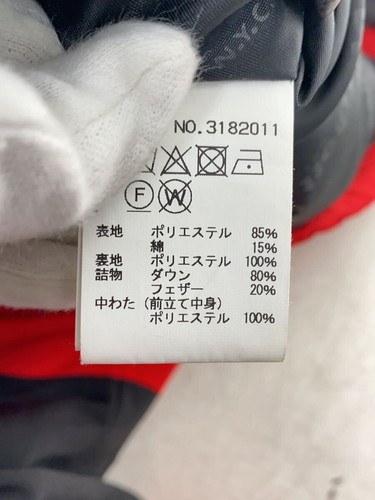 N.Y.C
NO.3182011
F
W
表地 ポリエステル 85%
綿 15%
裏地 ポリエステル 100%
詰物 ダウン 80%
フェザー 20%
中わた（前立て中身）
ポリエステル 100%